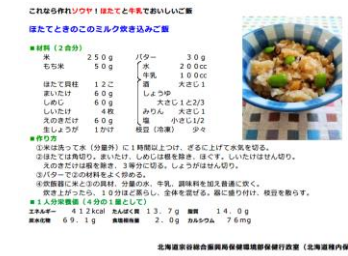 これなら作れソウヤ！ほたてと牛乳でおいしいご飯
ほたてときのこのミルク炊き込みご飯
■材料（２合分）
米 ２５０ｇ バター ３０ｇ
もち米 ５０ｇ 水 ２００cc
牛乳 １００cc
ほたて貝柱 １２こ 酒 大さじ１
まいたけ ６０ｇ しょうゆ
しめじ ６０ｇ 大さじ１と2/3
しいたけ ４枚 みりん 大さじ１
えのきだけ ６０ｇ 塩 小さじ1/2
生しょうが １かけ 枝豆（冷凍） 少々
■作り方
①米は洗って水（分量外）に１時間以上つけ、ざるに上げて水気を切る。
②ほたては角切り。まいたけ、しめじは根を除き、ほぐす。しいたけはせん切り。
えのきだけは根を除き、３等分に切る。しょうがはせん切り。
③バターで②の材料をよく炒める。
④炊飯器に米と③の具材、分量の水、牛乳、調味料を加え普通に炊く。
炊き上がったら、１０分ほど蒸らし、全体を混ぜる。器に盛り付け、枝豆を散らす。
■１人分栄養価（４分の１量として）
エネルギー ４１２kcal たんぱく質 １３．７ｇ 脂質 １４．０ｇ
炭水化物 ６９．１ｇ 食塩相当量 ２．０ｇ カルシウム ７６ｍｇ
北海道宗谷総合振興局保健環境部保健行政室（北海道稚内保